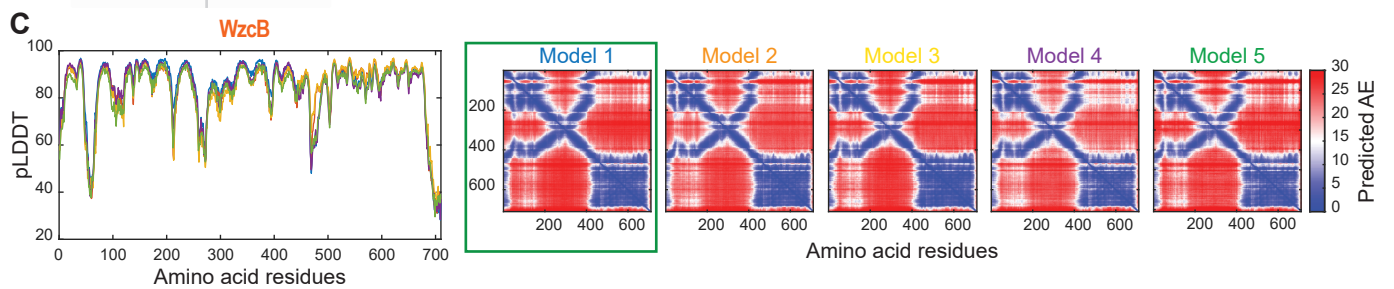 C
WzcB
100
80
60
40
20
pLDDT
0 100 200 300 400 500 600 700
Amino acid residues
Model 1 Model 2 Model 3 Model 4 Model 5
200
400
600
200 400 600 200 400 600 200 400 600 200 400 600 200 400 600
Amino acid residues
30
25
20
15
10
5
0
Predicted AE